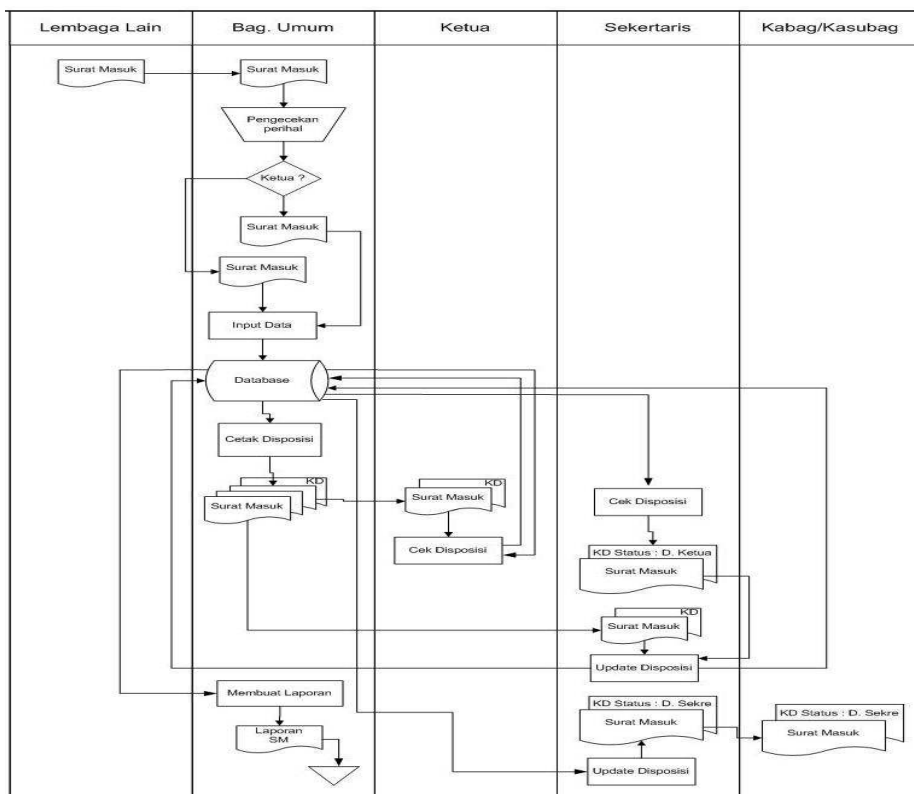 Lembaga Lain
Bag. Umum
Ketua
Sekertaris
Kabag/Kasubag
Surat Masuk
Surat Masuk
Pengecekan
perihal
Ketua ?
Surat Masuk
Surat Masuk
Input Data
Database
Cetak Disposisi
KD
Surat Masuk
KD
Surat Masuk
Cek Disposisi
Cek Disposisi
KD Status : D. Ketua
Surat Masuk
KD
Surat Masuk
Update Disposisi
Membuat Laporan
Laporan
SM
KD Status : D. Sekre
Surat Masuk
Update Disposisi
KD Status : D. Sekre
Surat Masuk